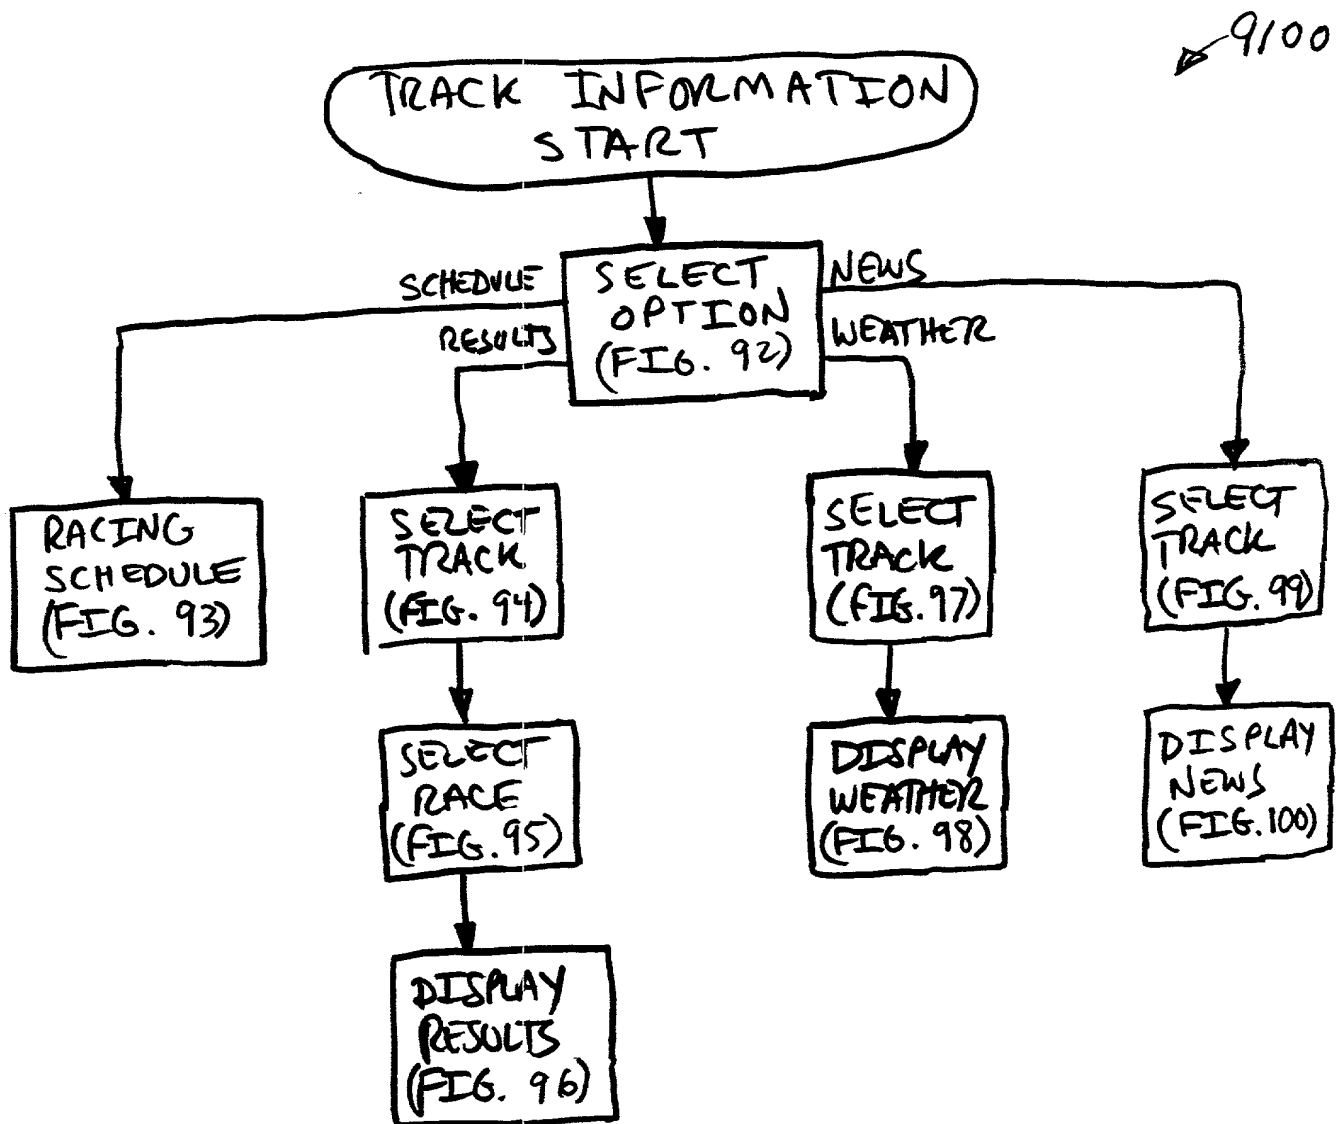 9100
TRACK INFORMATION
START
SCHEDULE
RESULTS
SELECT
OPTION
(FIG. 92)
NEWS
WEATHER
RACING
SCHEDULE
(FIG. 93)
SELECT
TRACK
(FIG. 94)
SELECT
TRACK
(FIG. 97)
SELECT
TRACK
(FIG. 99)
SELECT
RACE
(FIG. 95)
DISPLAY
WEATHER
(FIG. 98)
DISPLAY
NEWS
(FIG. 100)
DISPLAY
RESULTS
(FIG. 96)